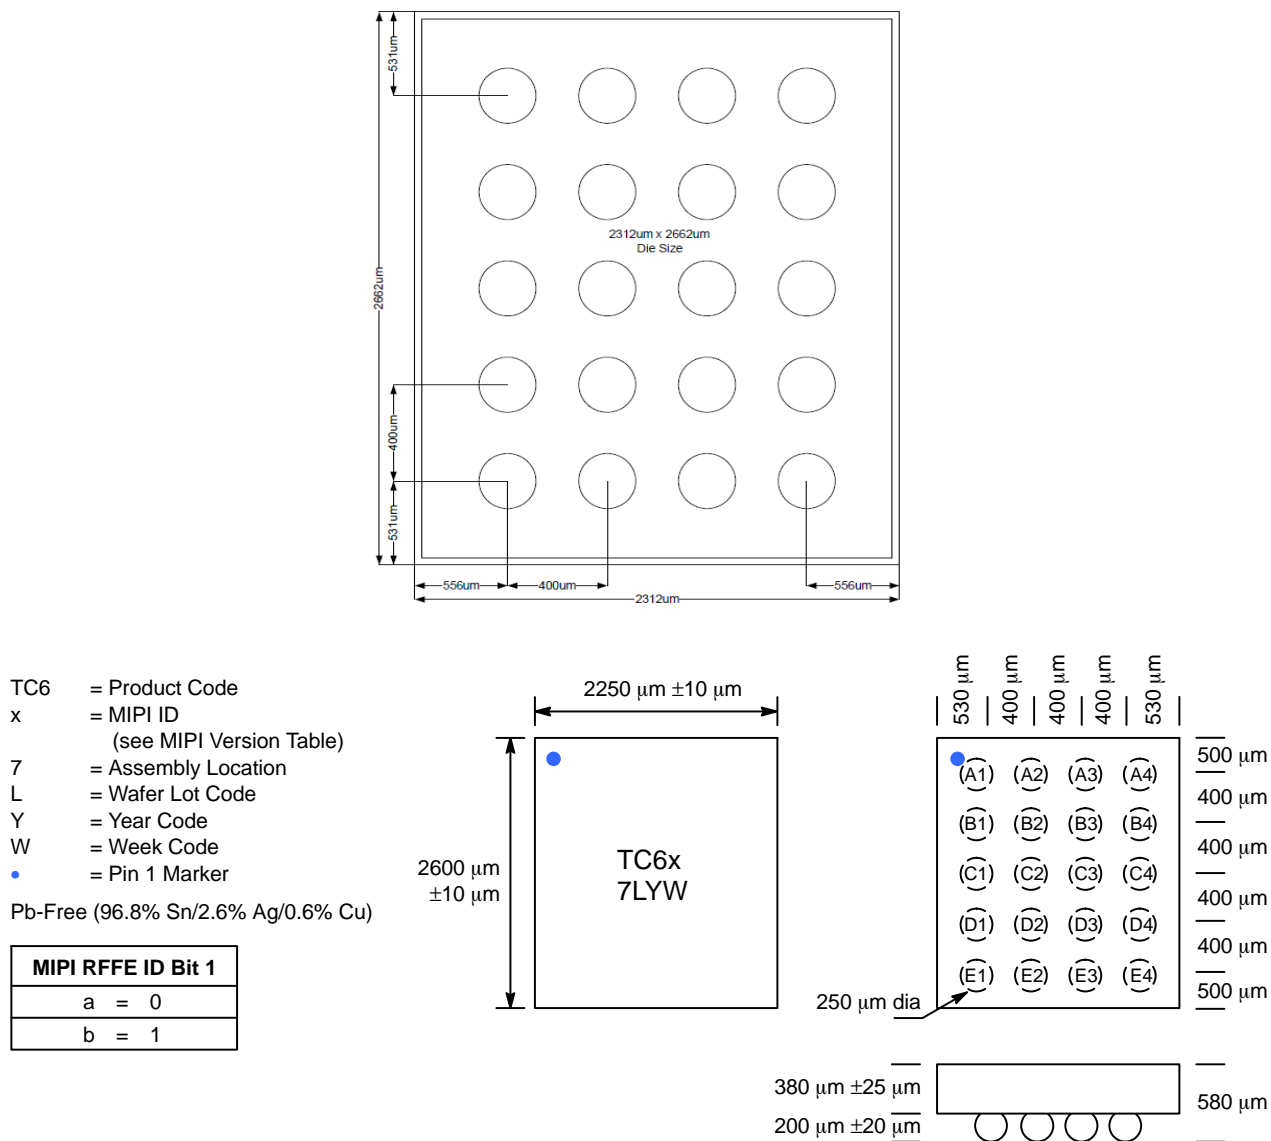 531um
2312um x 2662um
Die Size
2662um
400um
531um
556um
400um
556um
2312um
TC6 = Product Code
x = MIPI ID
(see MIPI Version Table)
7 = Assembly Location
L = Wafer Lot Code
Y = Year Code
W = Week Code
• = Pin 1 Marker
Pb-Free (96.8% Sn/2.6% Ag/0.6% Cu)
MIPI RFFE ID Bit 1
a = 0
b = 1
2250 µm ±10 µm
2600 µm
±10 µm
TC6x
7LYW
530 µm
400 µm
400 µm
400 µm
530 µm
A1 A2 A3 A4
B1 B2 B3 B4
C1 C2 C3 C4
D1 D2 D3 D4
E1 E2 E3 E4
500 µm
400 µm
400 µm
400 µm
400 µm
500 µm
250 µm dia
380 µm ±25 µm
200 µm ±20 µm
580 µm